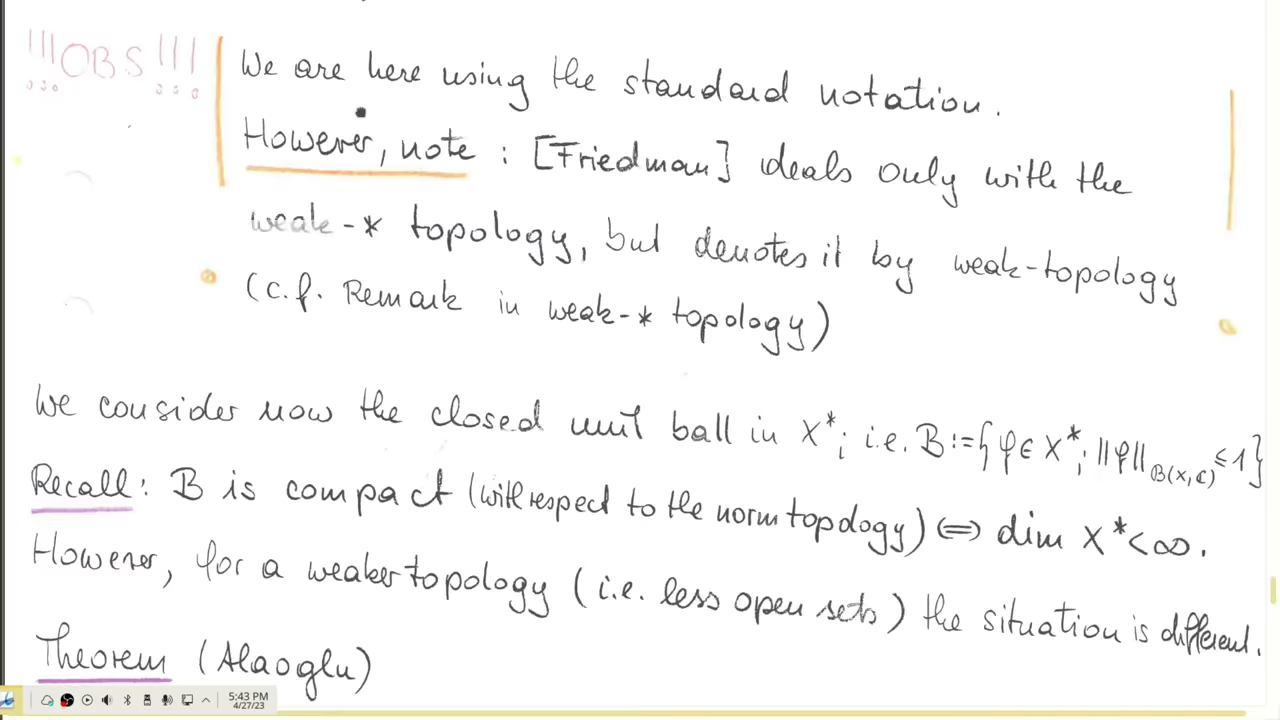 !!!OBS!!!
We are here using the standard notation.
However, note : [Friedman] deals only with the
weak-* topology, but denotes it by weak-topology
(c.f. Remark in weak-* topology)
We consider now the closed unit ball in X*; i.e. B:={φ∈X*; ||φ||_{B(X,ℂ)} ≤1}
Recall: B is compact (with respect to the norm topology) ⟺ dim X*<∞.
However, for a weaker topology (i.e. less open sets) the situation is different.
Theorem (Alaoglu)
5:43 PM
4/27/23